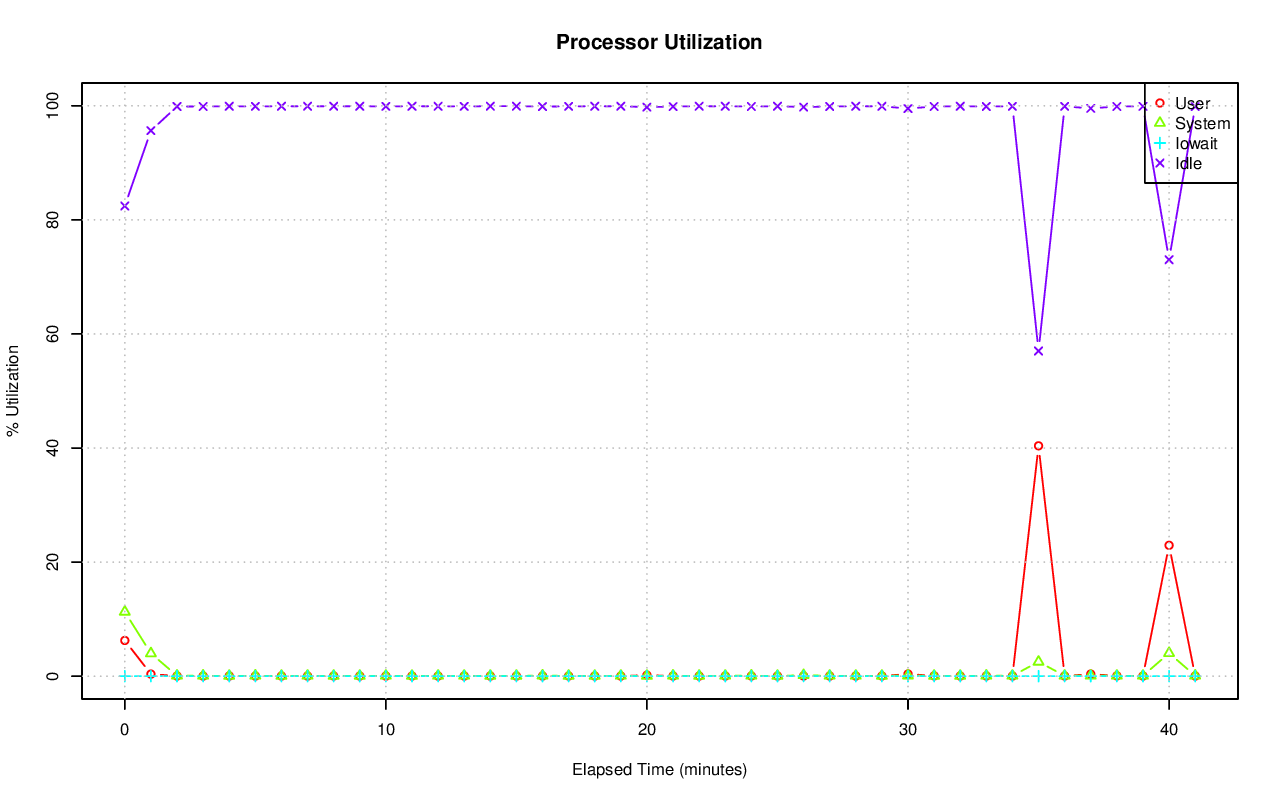 Processor Utilization
% Utilization
100
80
60
40
20
0
User
System
Iowait
Idle
0 10 20 30 40
Elapsed Time (minutes)